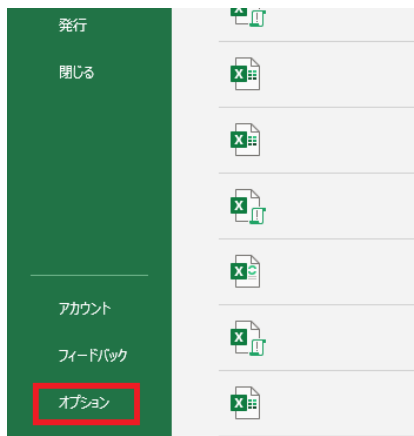 発行
閉じる
アカウント
フィードバック
オプション